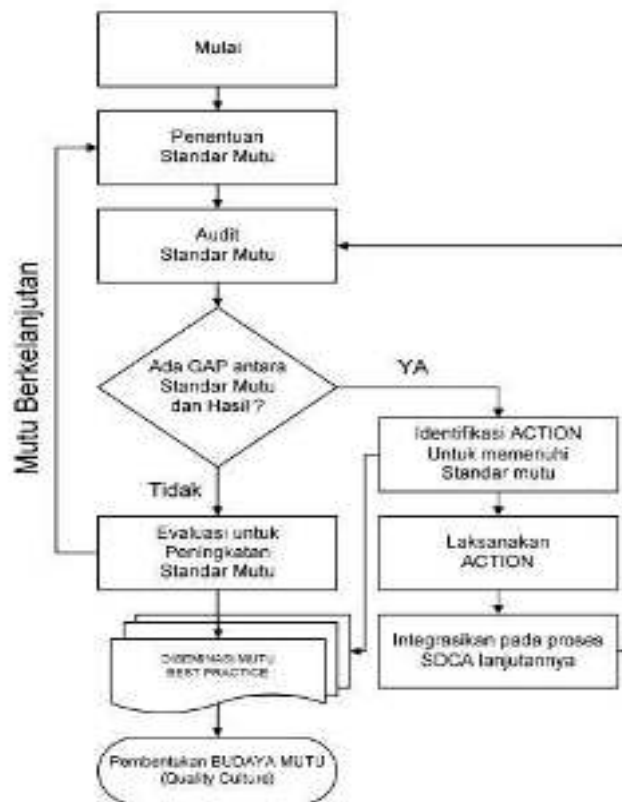 Mulai
Penentuan
Standar Mutu
Audit
Standar Mutu
Mutu Berkelanjutan
Ada GAP antara
Standar Mutu
dan Hasil ?
YA
Identifikasi ACTION
Untuk memenuhi
Standar mutu
Tidak
Evaluasi untuk
Peningkatan
Standar Mutu
Laksanakan
ACTION
Integrasikan pada proses
SDCA lanjutannya
DISEMINASI MUTU
BEST PRACTICE
Pembentukan BUDAYA MUTU
(Quality Culture)